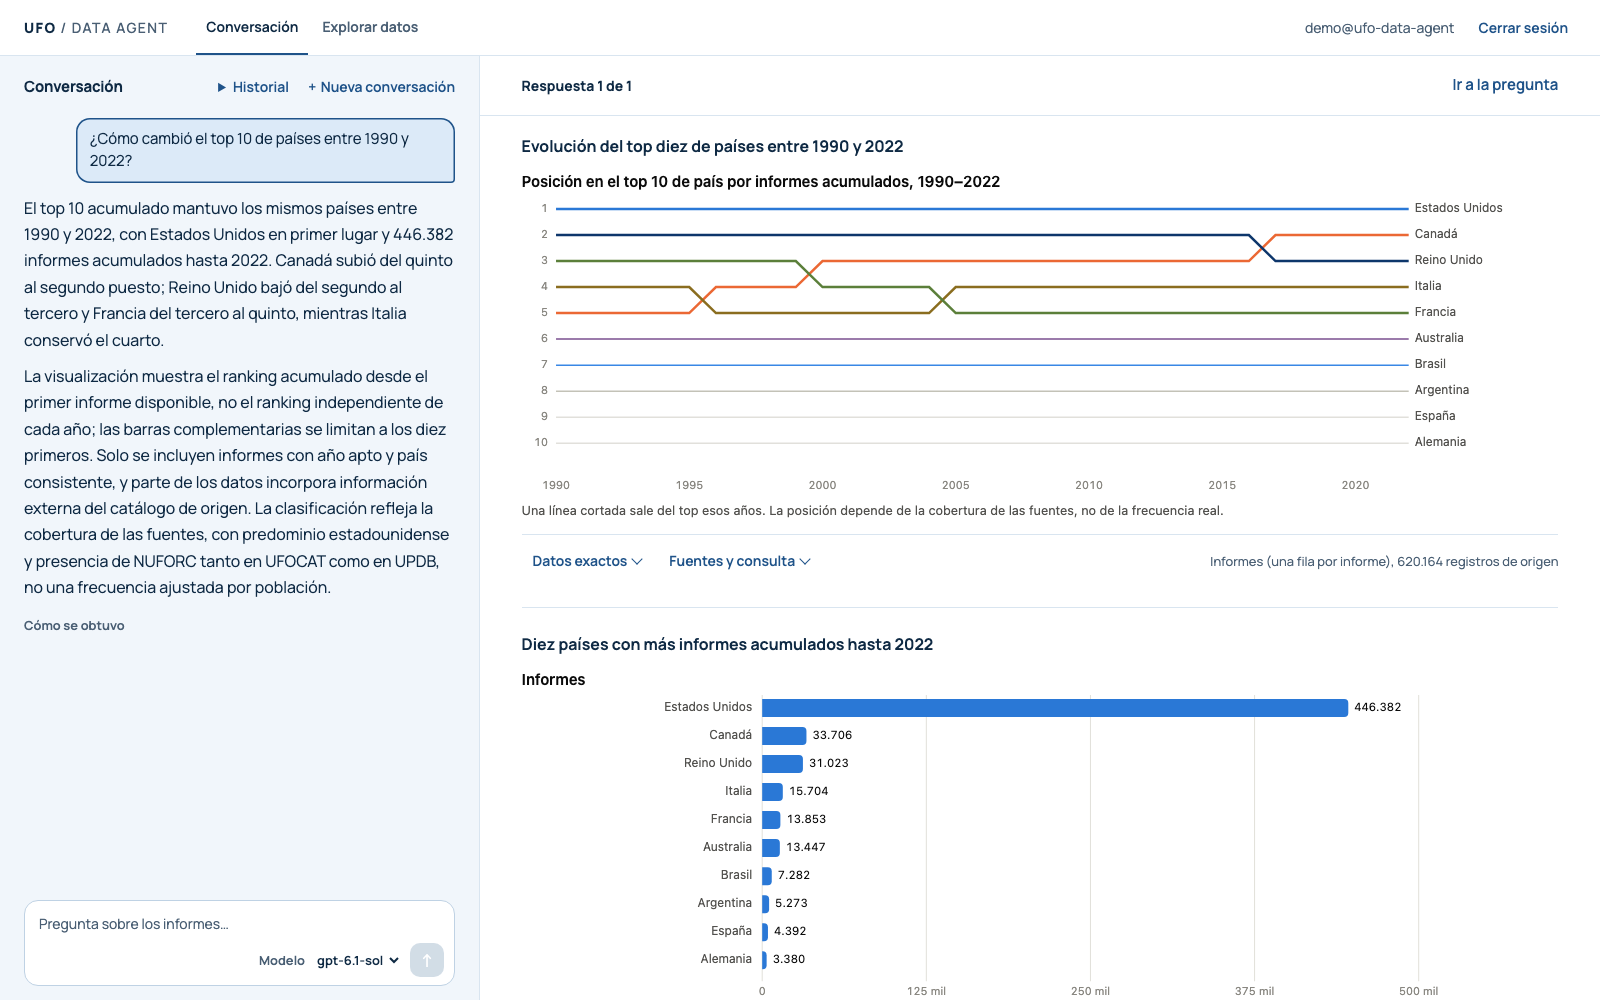 UFO / DATA AGENT
Conversación
Explorar datos
demo@ufo-data-agent
Cerrar sesión
Conversación
Historial
+ Nueva conversación
¿Cómo cambió el top 10 de países entre 1990 y
2022?
El top 10 acumulado mantuvo los mismos países entre
1990 y 2022, con Estados Unidos en primer lugar y 446.382
informes acumulados hasta 2022. Canadá subió del quinto
al segundo puesto; Reino Unido bajó del segundo al
tercero y Francia del tercero al quinto, mientras Italia
conservó el cuarto.
La visualización muestra el ranking acumulado desde el
primer informe disponible, no el ranking independiente de
cada año; las barras complementarias se limitan a los diez
primeros. Solo se incluyen informes con año apto y país
consistente, y parte de los datos incorpora información
externa del catálogo de origen. La clasificación refleja la
cobertura de las fuentes, con predominio estadounidense
y presencia de NUFORC tanto en UFOCAT como en UPDB,
no una frecuencia ajustada por población.
Cómo se obtuvo
Pregunta sobre los informes…
Modelo
gpt-6.1-sol
Respuesta 1 de 1
Ir a la pregunta
Evolución del top diez de países entre 1990 y 2022
Posición en el top 10 de país por informes acumulados, 1990–2022
1 Estados Unidos
2 Canadá
3 Reino Unido
4 Italia
5 Francia
6 Australia
7 Brasil
8 Argentina
9 España
10 Alemania
1990 1995 2000 2005 2010 2015 2020
Una línea cortada sale del top esos años. La posición depende de la cobertura de las fuentes, no de la frecuencia real.
Datos exactos
Fuentes y consulta
Informes (una fila por informe), 620.164 registros de origen
Diez países con más informes acumulados hasta 2022
Informes
Estados Unidos 446.382
Canadá 33.706
Reino Unido 31.023
Italia 15.704
Francia 13.853
Australia 13.447
Brasil 7.282
Argentina 5.273
España 4.392
Alemania 3.380
0 125 mil 250 mil 375 mil 500 mil